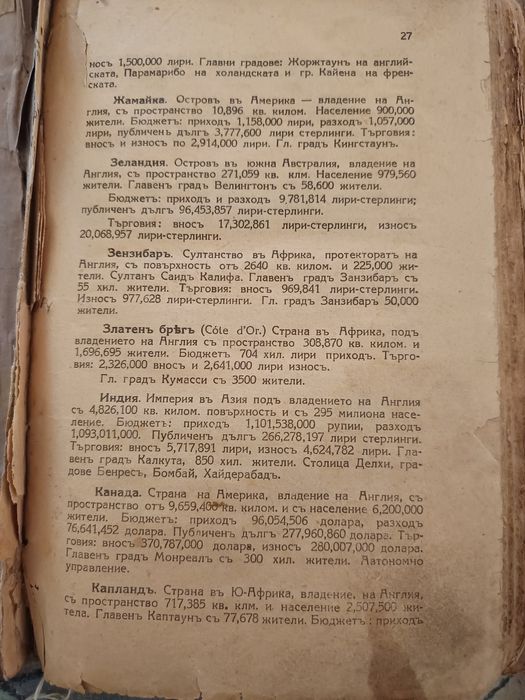 27
носъ 1,500,000 лири. Главни градове: Жоржтаунъ на англий-
ската, Парамарибо на холандската и гр. Кайена на френ-
ската.
Жамайка. Островъ въ Америка — владение на Ан-
глия, съ пространство 10,896 кв. килом. Население 900,000
жители. Бюджетъ: приходъ 1,158,000 лири, разходъ 1,057,000
лири, публиченъ дългъ 3,777,600 лири стерлинги. Търговия:
вносъ и износъ по 2,914,000 лири. Гл. градъ Кингстаунъ.
Зеландия. Островъ въ южна Австралия, владение на
Англия, съ пространство 271,059 кв. клм. Население 979,560
жители. Главенъ градъ Велингтонъ съ 58,600 жители.
Бюджетъ: приходъ и разходъ 9,781,814 лири-стерлинги;
публиченъ дългъ 96,453,857 лири-стерлинги.
Търговия: вносъ 17,302,861 лири-стерлинги, износъ
20,068,957 лири-стерлинги.
Зензибаръ. Султанство въ Африка, протекторатъ на
Англия, съ повърхность отъ 2640 кв. килом. и 225,000 жи-
тели. Султанъ Саидъ Калифа. Главенъ градъ Занзибаръ съ
55 хил. жители. Търговия: вносъ 969,841 лири-стерлинги.
Износъ 977,628 лири-стерлинги. Гл. градъ Занзибаръ 50,000
жители.
Златенъ брѣгъ (Côte d'Or.) Страна въ Африка, подъ
владението на Англия съ пространство 308,870 кв. килом. и
1,696,695 жители. Бюджетъ 704 хил. лири приходъ. Търго-
вия: 2,326,000 вносъ и 2,641,000 лири износъ.
Гл. градъ Кумасси съ 3500 жители.
Индия. Империя въ Азия подъ владението на Англия
съ 4,826,100 кв. килом. повърхность и съ 295 милиона насе-
ление. Бюджетъ: приходъ 1,101,538,000 рупии, разходъ
1,093,011,000. Публиченъ дългъ 266,278,197 лири стерлинги.
Търговия: вносъ 5,717,891 лири, износъ 4,624,782 лири. Гла-
венъ градъ Калкута, 850 хил. жители. Столица Делхи, гра-
дове Бенресъ, Бомбай, Хайдерабадъ.
Канада. Страна на Америка, владение на Англия, съ
пространство отъ 9,659,400 кв. килом. и съ население 6,200,000
жители. Бюджетъ: приходъ 96,054,506 долара, разходъ
76,641,452 долара. Публиченъ дългъ 277,960,860 долара. Тър-
говия: вносъ 370,787,000 долара, износъ 280,007,000 долара.
Главенъ градъ Монреалъ съ 300 хил. жители. Автономно
управление.
Капландъ. Страна въ Ю-Африка, владение, на Англия,
съ пространство 717,385 кв. клм. и население 2,507,500 жи-
тела. Главенъ Каптаунъ съ 77,678 жители. Бюджетъ: приходъ